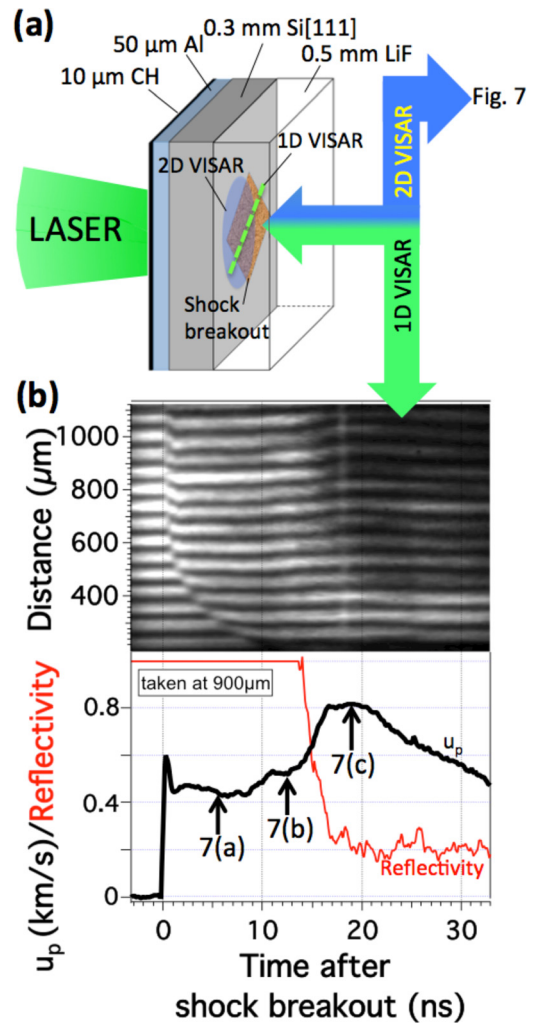 (a)
0.3 mm Si[111]
50 µm Al
0.5 mm LiF
10 µm CH
Fig. 7
1D VISAR
2D VISAR
2D VISAR
LASER
1D VISAR
Shock
breakout
(b)
Distance (µm)
1000
800
600
400
up (km/s)/Reflectivity
taken at 900µm
0.8
up
7(c)
0.4
7(b)
7(a)
Reflectivity
0
0
10
20
30
Time after
shock breakout (ns)